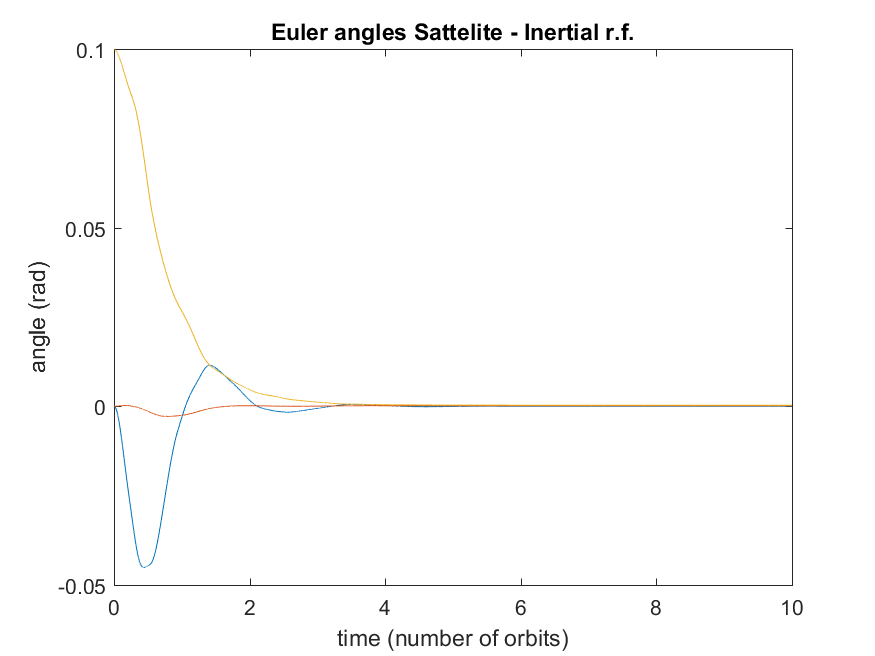 Euler angles Sattelite - Inertial r.f.
0.1
0.05
0
-0.05
angle (rad)
0 2 4 6 8 10
time (number of orbits)